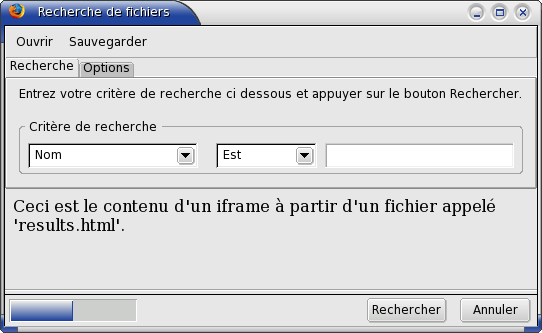 Recherche de fichiers
Ouvrir Sauvegarder
Recherche Options
Entrez votre critère de recherche ci dessous et appuyer sur le bouton Rechercher.
Critère de recherche
Nom Est
Ceci est le contenu d'un iframe à partir d'un fichier appelé
'results.html'.
Rechercher Annuler